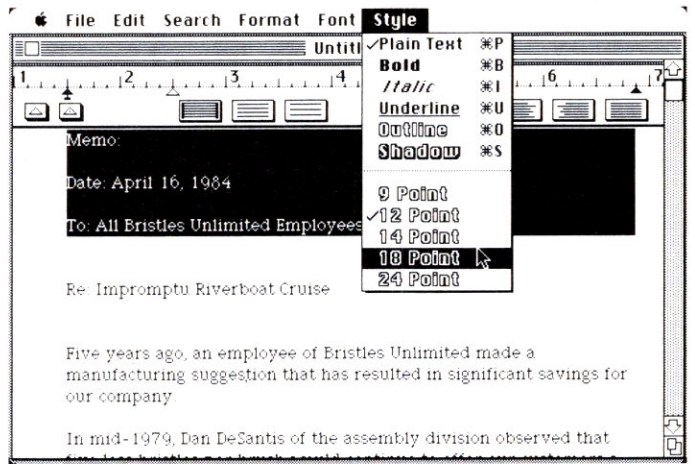 File Edit Search Format Font Style
Untitl
✓Plain Text ⌘P
Bold ⌘B
Italic ⌘I
Underline ⌘U
Outline ⌘O
Shadow ⌘S
9 Point
✓12 Point
14 Point
18 Point
24 Point
1 2 3 4 6 7
Memo:
Date: April 16, 1984
To: All Bristles Unlimited Employees
Re: Impromptu Riverboat Cruise
Five years ago, an employee of Bristles Unlimited made a
manufacturing suggestion that has resulted in significant savings for
our company
In mid-1979, Dan DeSantis of the assembly division observed that